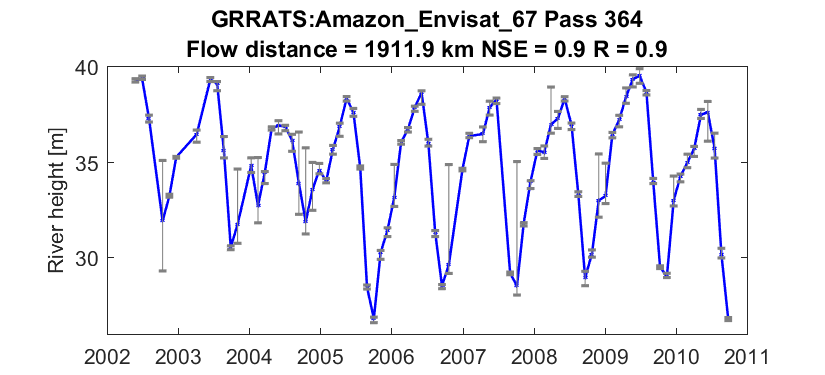 GRRATS:Amazon_Envisat_67 Pass 364
Flow distance = 1911.9 km NSE = 0.9 R = 0.9
River height [m]
40
35
30
2002 2003 2004 2005 2006 2007 2008 2009 2010 2011